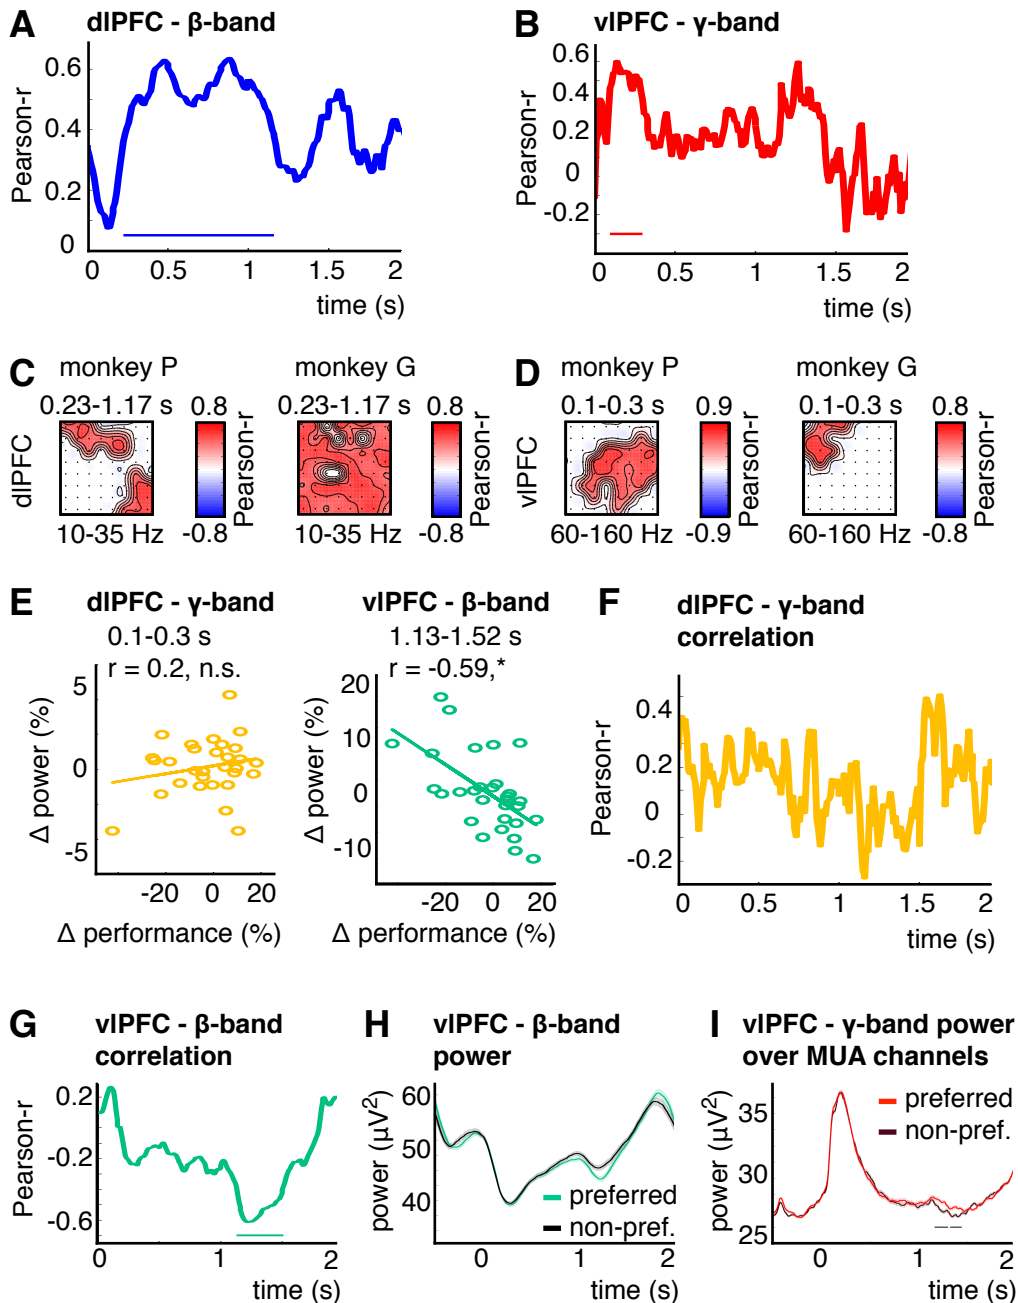 A dlPFC - β-band
Pearson-r
0.6
0.4
0.2
0
0 0.5 1 1.5 2
time (s)
B vlPFC - γ-band
Pearson-r
0.6
0.4
0.2
0
-0.2
0 0.5 1 1.5 2
time (s)
C monkey P monkey G
0.23-1.17 s 0.8 0.23-1.17 s 0.8
dlPFC Pearson-r Pearson-r
10-35 Hz -0.8 10-35 Hz -0.8
D monkey P monkey G
0.1-0.3 s 0.9 0.1-0.3 s 0.8
vlPFC Pearson-r Pearson-r
60-160 Hz -0.9 60-160 Hz -0.8
E dlPFC - γ-band
0.1-0.3 s
r = 0.2, n.s.
Δ power (%)
5
0
-5
-20 0 20
Δ performance (%)
vlPFC - β-band
1.13-1.52 s
r = -0.59,*
Δ power (%)
20
10
0
-10
-20 0 20
Δ performance (%)
F dlPFC - γ-band
correlation
Pearson-r
0.4
0.2
0
-0.2
0 0.5 1 1.5 2
time (s)
G vlPFC - β-band
correlation
Pearson-r
0.2
-0.2
-0.6
0 1 2
time (s)
H vlPFC - β-band
power
power (μV²)
60
50
40
preferred
non-pref.
0 1 2
time (s)
I vlPFC - γ-band power
over MUA channels
power (μV²)
35
30
25
preferred
non-pref.
0 1 2
time (s)